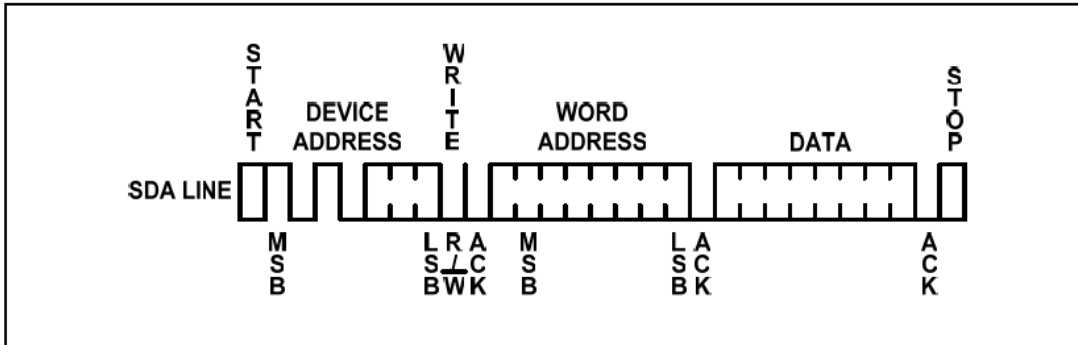 START
WRITE
STOP
DEVICE
ADDRESS
WORD
ADDRESS
DATA
SDA LINE
MSB
LSB
R/W
ACK
MSB
LSB
ACK
ACK